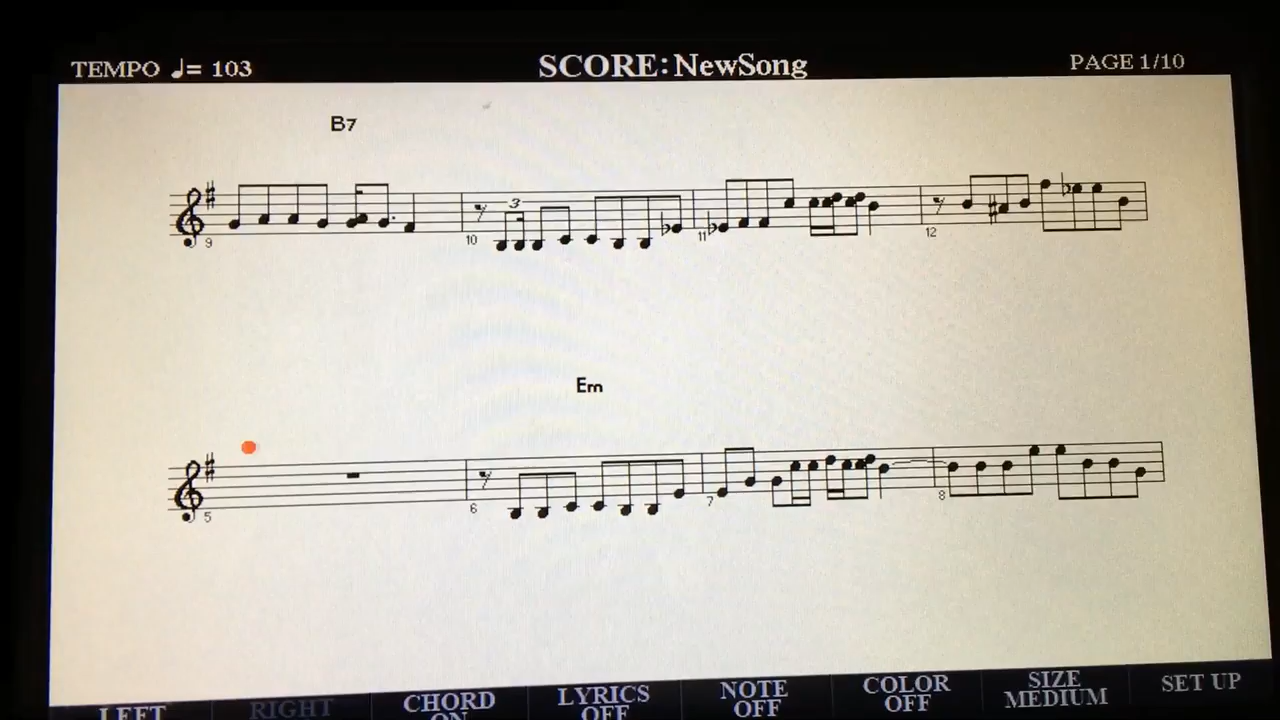 TEMPO ♩= 103 SCORE:NewSong PAGE 1/10
B7
3
9 10 11 12
Em
5 6 7 8
LEFT RIGHT CHORD ON LYRICS OFF NOTE OFF COLOR OFF SIZE MEDIUM SET UP